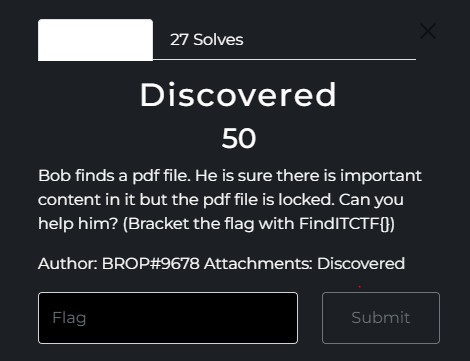 27 Solves
Discovered
50
Bob finds a pdf file. He is sure there is important
content in it but the pdf file is locked. Can you
help him? (Bracket the flag with FindITCTF{})
Author: BROP#9678 Attachments: Discovered
Flag
Submit